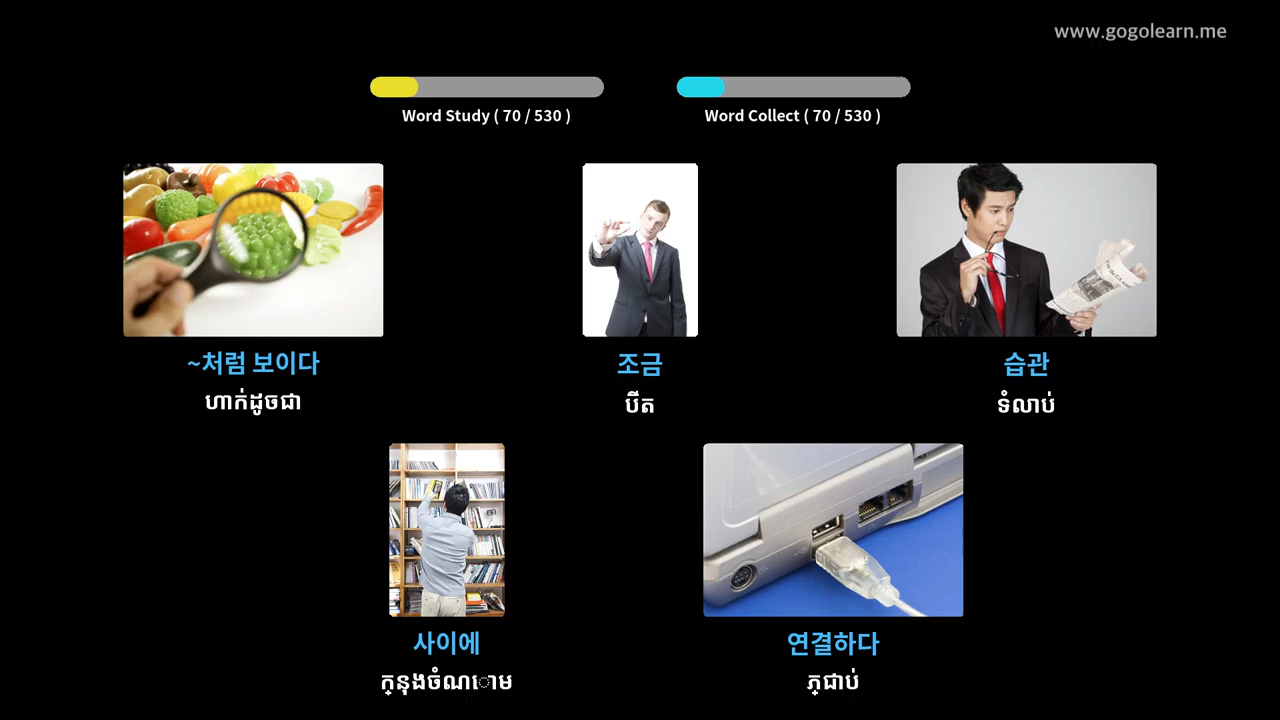 www.gogolearn.me
Word Study ( 70 / 530 )
Word Collect ( 70 / 530 )
~처럼 보이다
ហាក់ដូចជា
조금
បីត
습관
ទំលាប់
사이에
ក្នុងចំណោម
연결하다
ភ្ជាប់